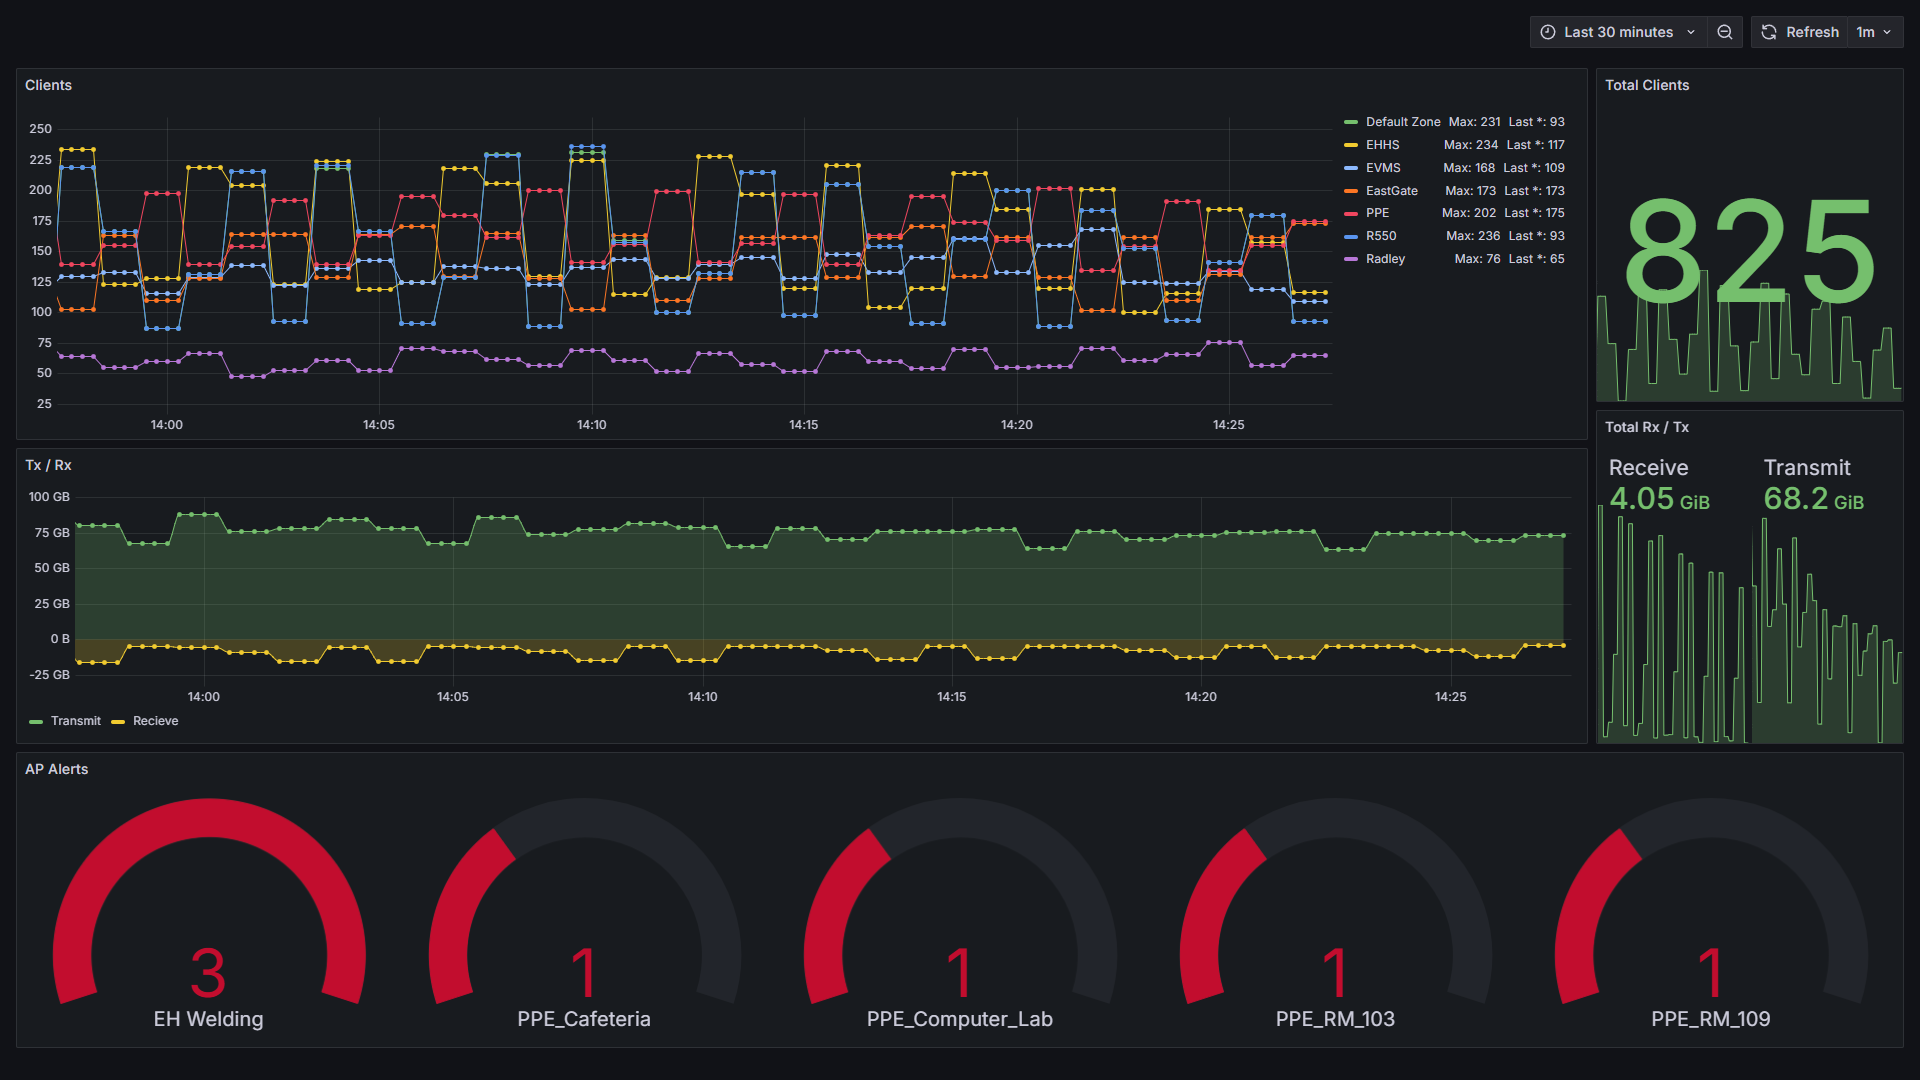 Last 30 minutes
Refresh 1m
Clients
250
225
200
175
150
125
100
75
50
25
14:00 14:05 14:10 14:15 14:20 14:25
Default Zone Max: 231 Last *: 93
EHHS Max: 234 Last *: 117
EVMS Max: 168 Last *: 109
EastGate Max: 173 Last *: 173
PPE Max: 202 Last *: 175
R550 Max: 236 Last *: 93
Radley Max: 76 Last *: 65
Total Clients
825
Tx / Rx
100 GB
75 GB
50 GB
25 GB
0 B
-25 GB
14:00 14:05 14:10 14:15 14:20 14:25
Transmit Recieve
Total Rx / Tx
Receive Transmit
4.05 GiB 68.2 GiB
AP Alerts
3 1 1 1 1
EH Welding PPE_Cafeteria PPE_Computer_Lab PPE_RM_103 PPE_RM_109